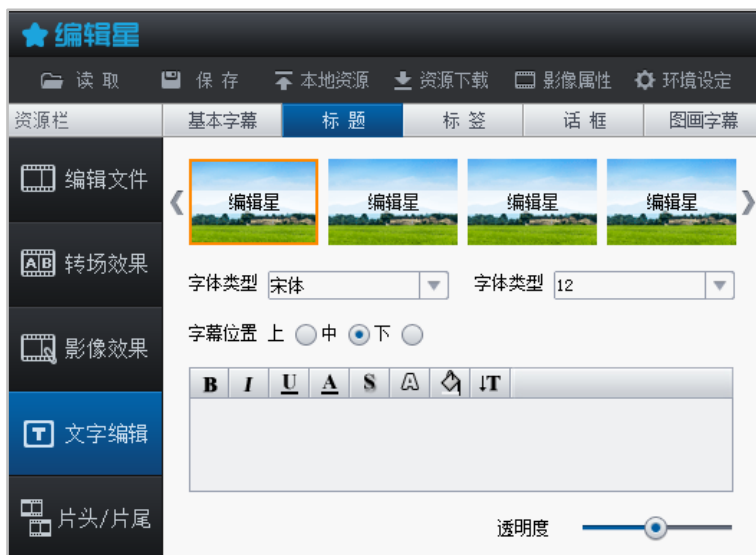 编辑星
读取 保存 本地资源 资源下载 影像属性 环境设定
资源栏 基本字幕 标题 标签 话框 图画字幕
编辑文件
转场效果
影像效果
文字编辑
片头/片尾
编辑星 编辑星 编辑星 编辑星
字体类型 宋体 字体类型 12
字幕位置 上 中 下
B I U A S A T
透明度